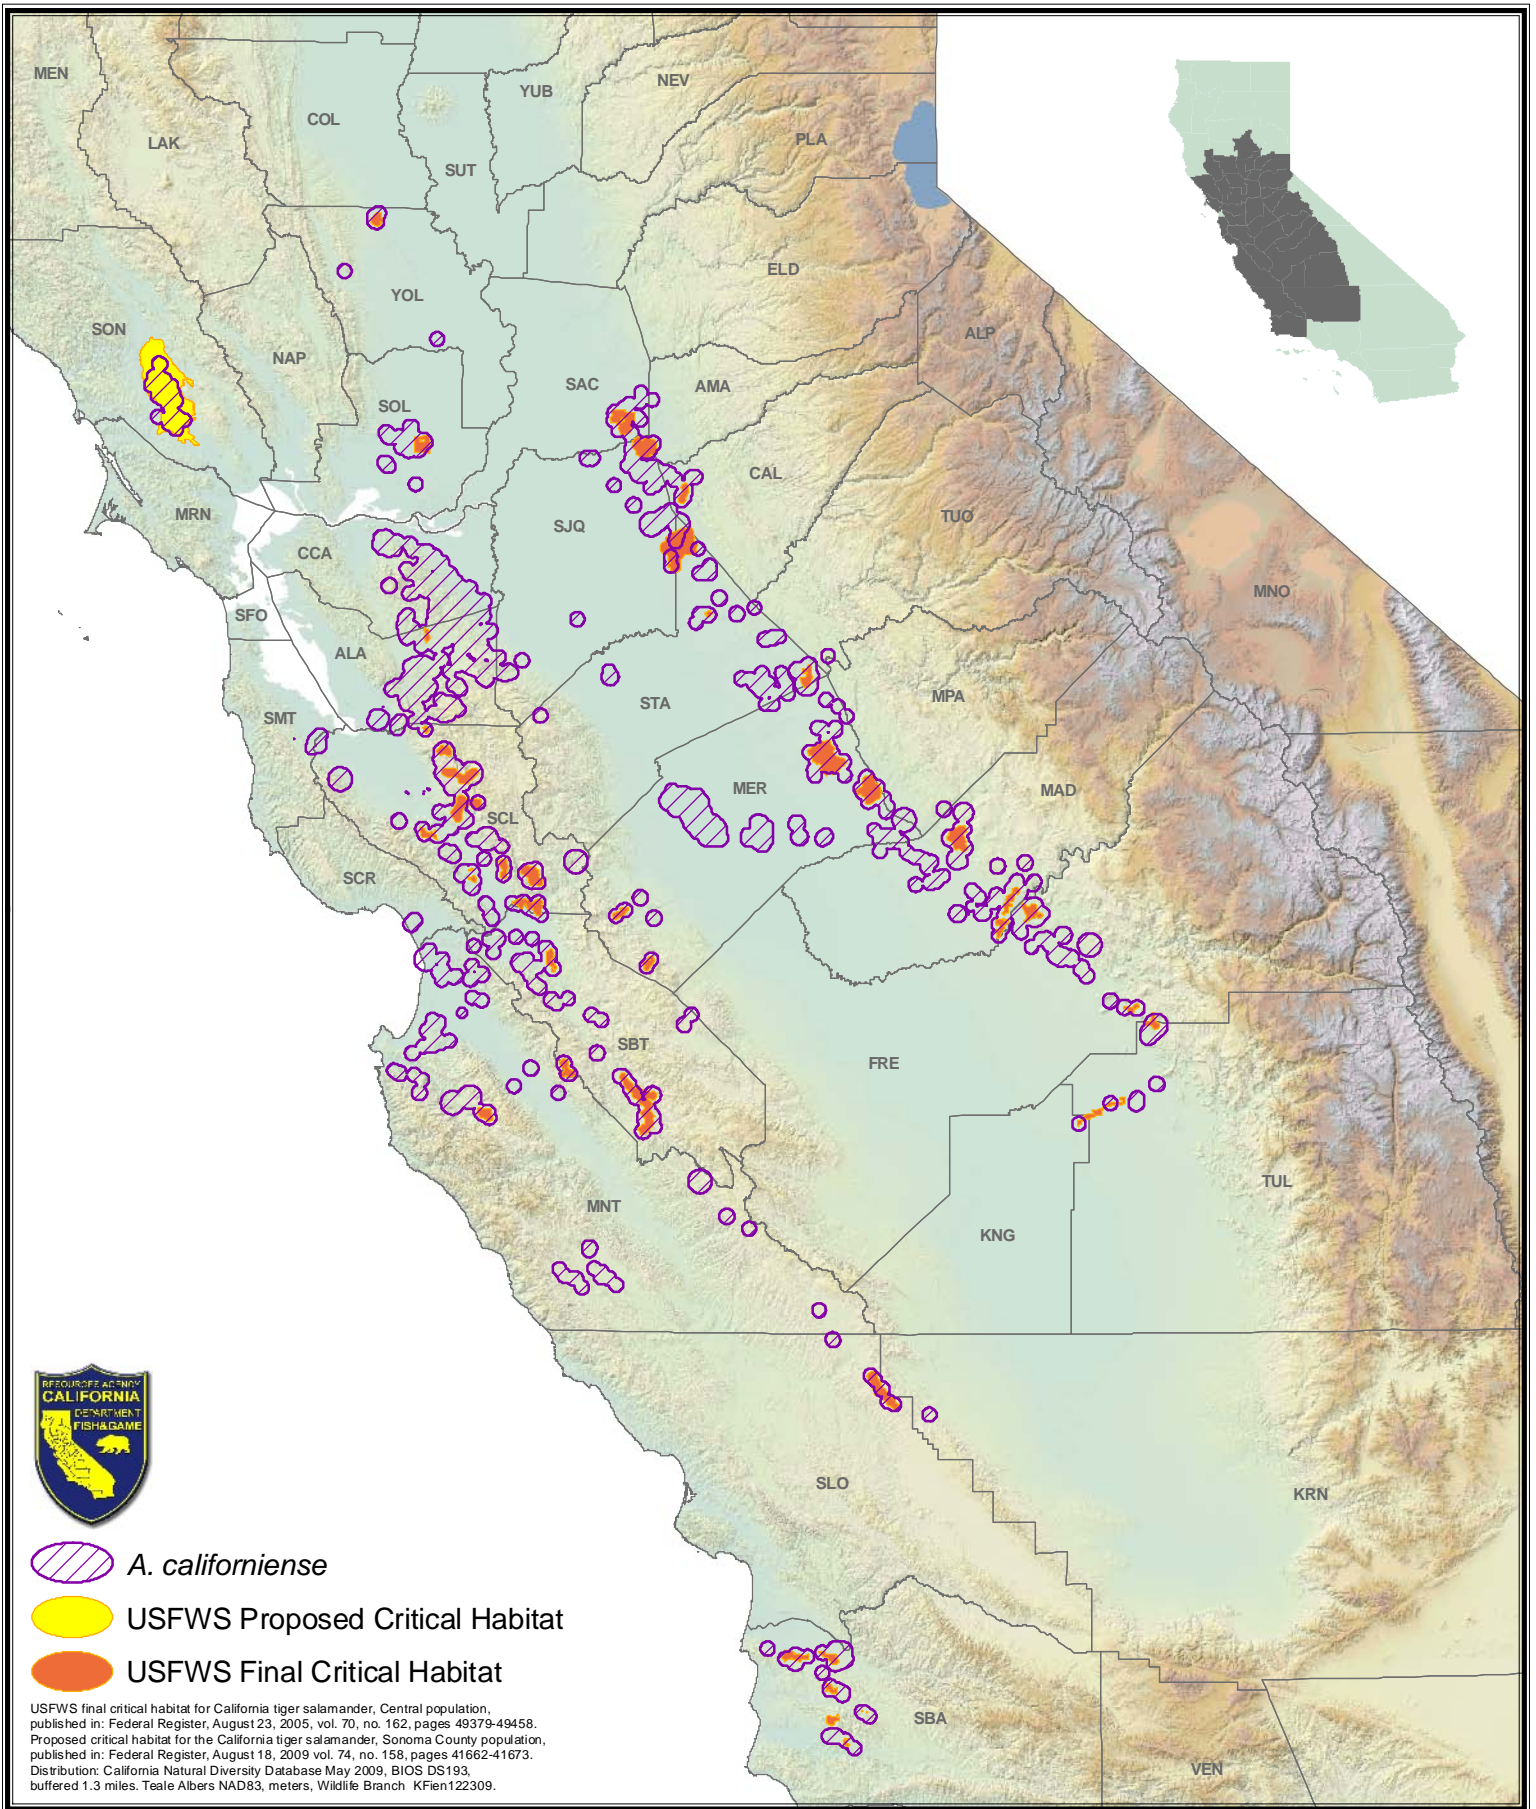 MEN
COL
YUB
NEV
LAK
PLA
SUT
YOL
ELD
SON
NAP
ALP
SAC
AMA
SOL
CAL
MRN
SJQ
TUO
CCA
MNO
SFO
ALA
STA
MPA
SMT
MER
MAD
SCL
SCR
SBT
FRE
MNT
TUL
KNG
SLO
KRN
SBA
VEN
RESOURCES AGENCY
CALIFORNIA
DEPARTMENT
FISH&GAME
A. californiense
USFWS Proposed Critical Habitat
USFWS Final Critical Habitat
USFWS final critical habitat for California tiger salamander, Central population,
published in: Federal Register, August 23, 2005, vol. 70, no. 162, pages 49379-49458.
Proposed critical habitat for the California tiger salamander, Sonoma County population,
published in: Federal Register, August 18, 2009 vol. 74, no. 158, pages 41662-41673.
Distribution: California Natural Diversity Database May 2009, BIOS DS193,
buffered 1.3 miles. Teale Albers NAD83, meters, Wildlife Branch KFien122309.